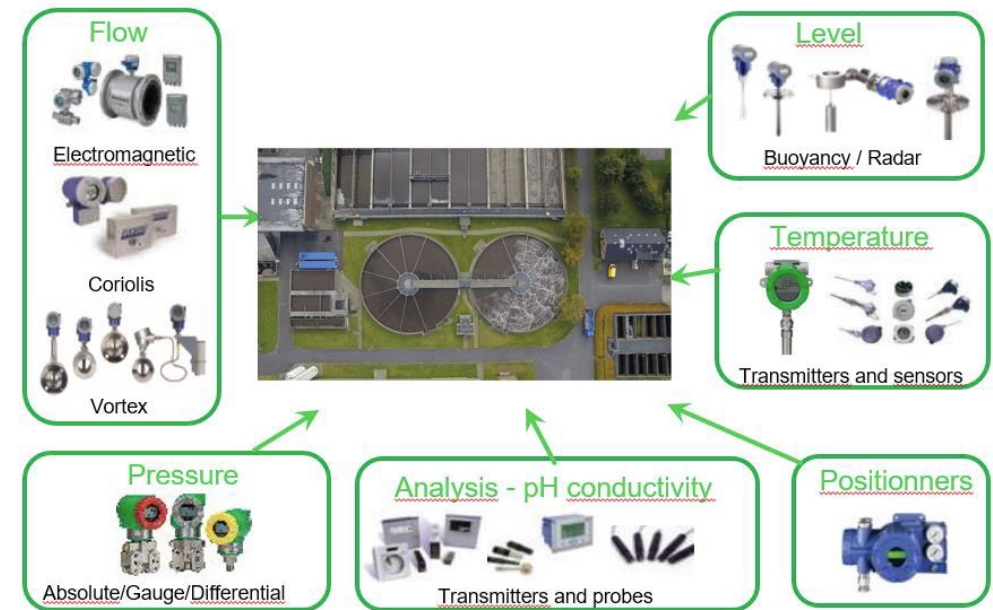 Flow
Electromagnetic
Coriolis
Vortex
Level
Buoyancy / Radar
Temperature
Transmitters and sensors
Pressure
Absolute/Gauge/Differential
Analysis - pH conductivity
Transmitters and probes
Positionners